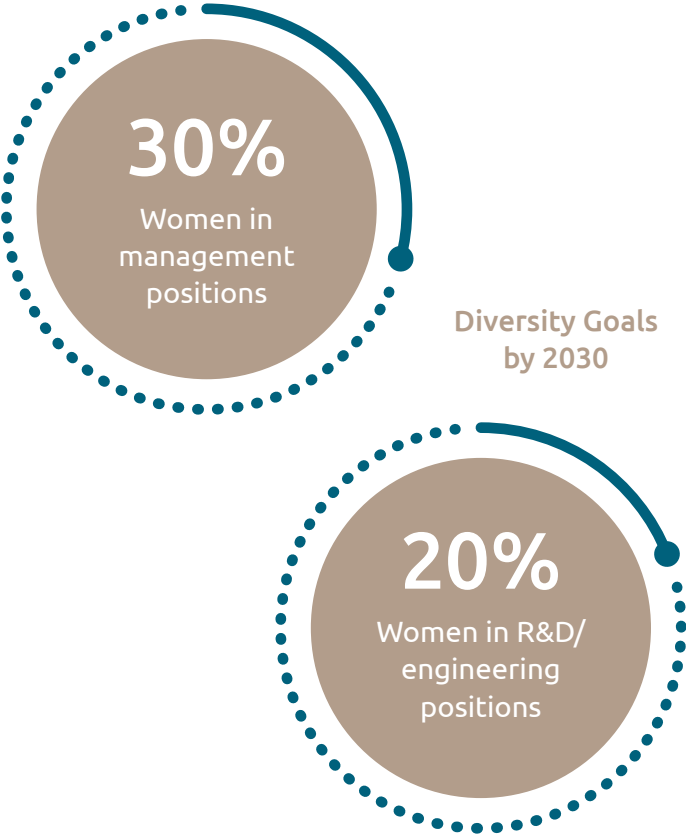 30%
Women in
management
positions
Diversity Goals
by 2030
20%
Women in R&D/
engineering
positions